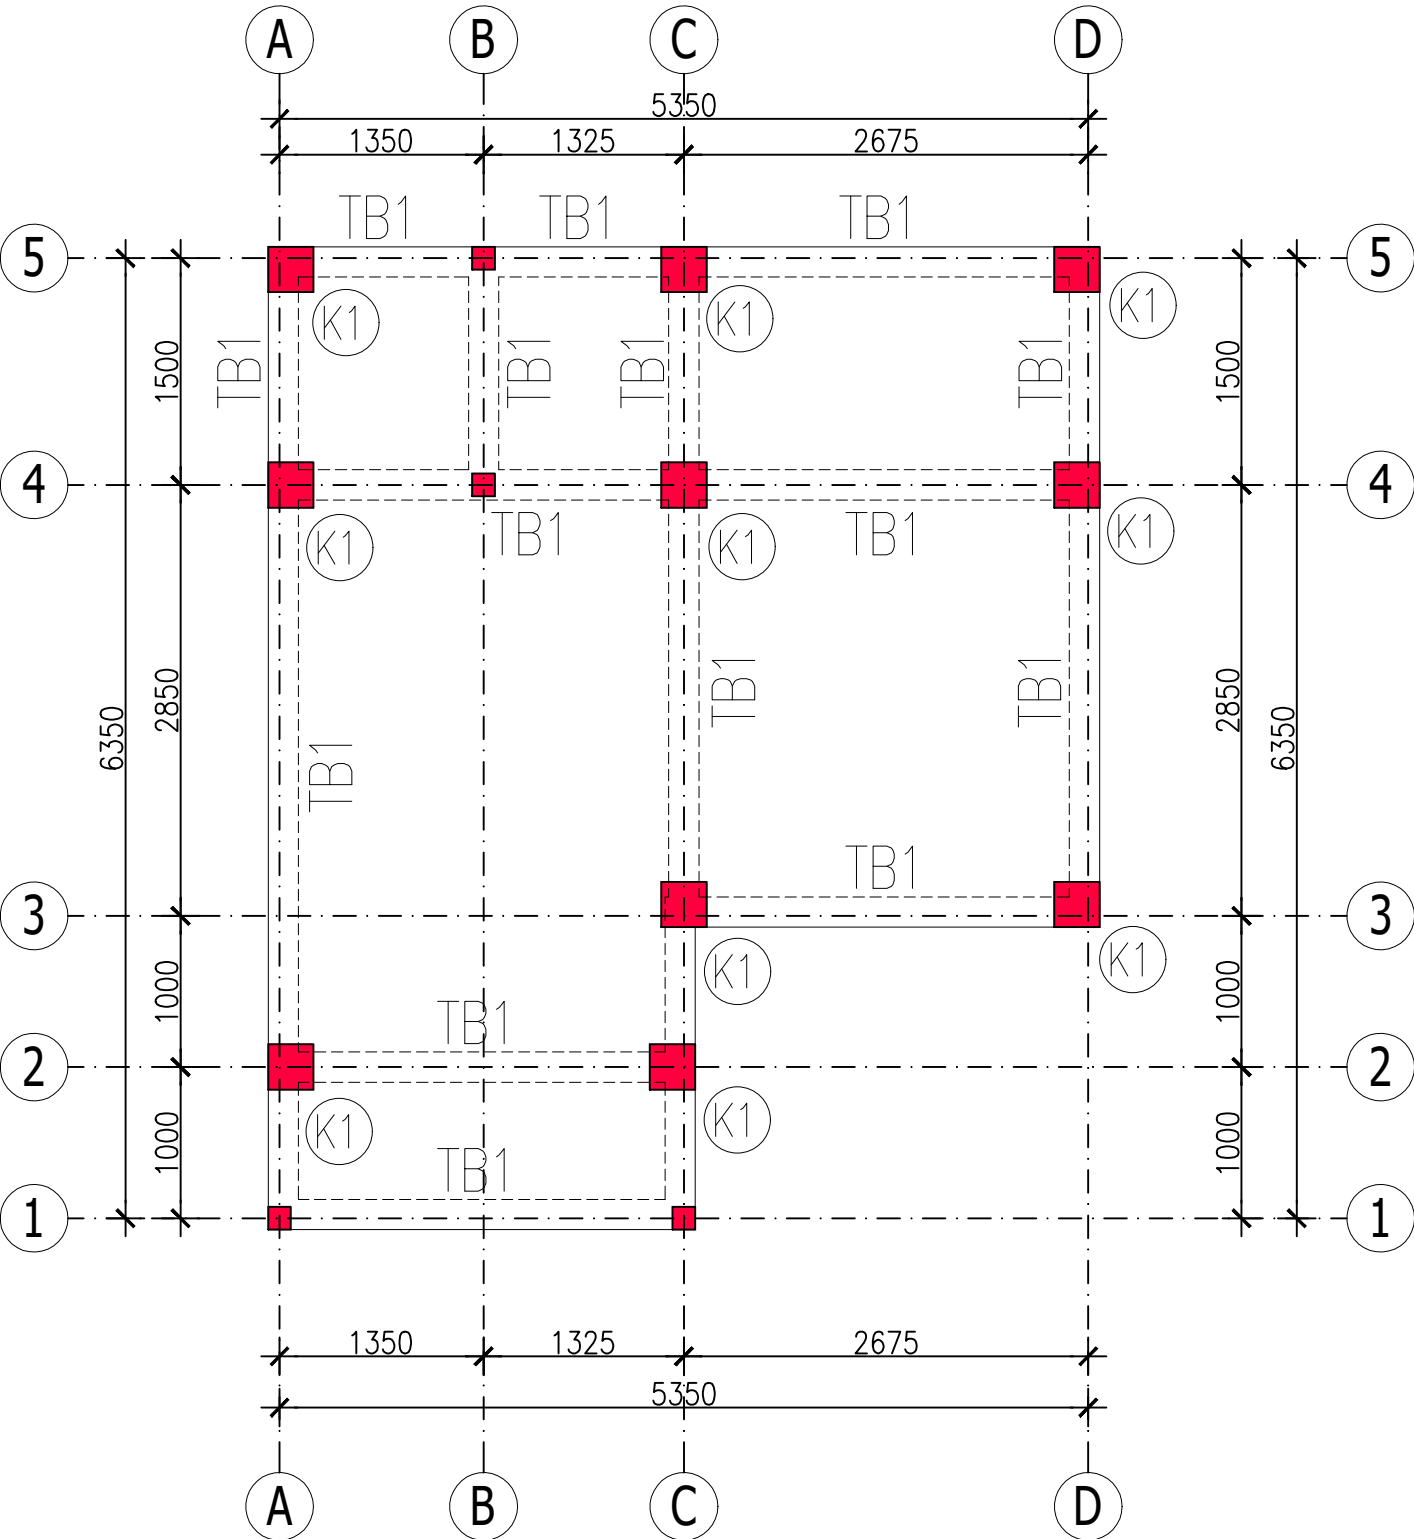 A B C D
5350
1350 1325 2675
TB1 TB1 TB1
5 5
K1 K1 K1
1500 TB1 TB1 TB1 TB1 1500
4 4
TB1 TB1
K1 K1 K1
6350 2850 TB1 TB1 TB1 2850 6350
TB1
3 3
K1 K1
1000 TB1 1000
2 2
K1 K1
1000 TB1 1000
1 1
1350 1325 2675
5350
A B C D